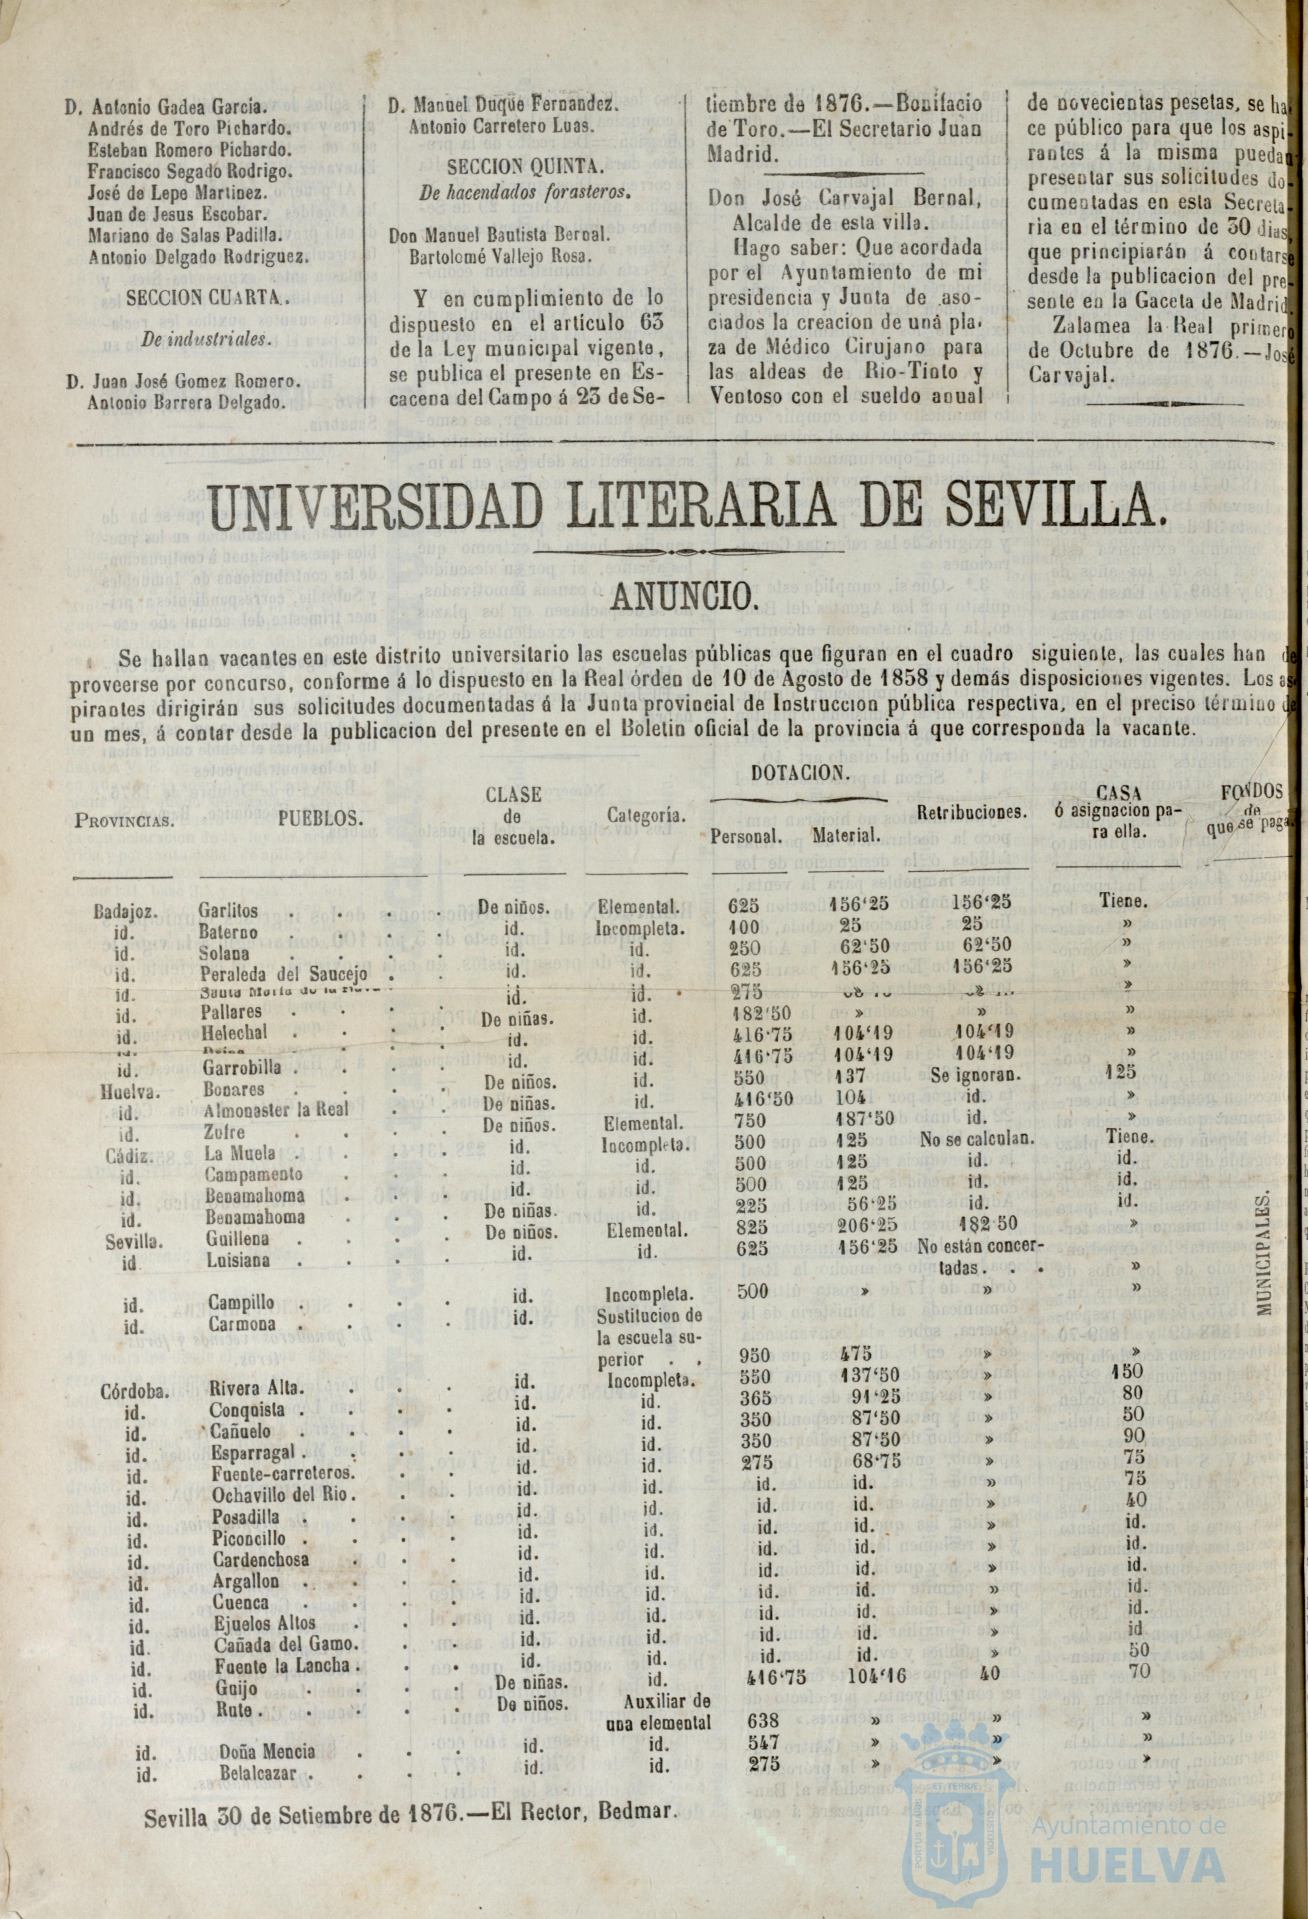 D. Antonio Gadea García.
Andrés de Toro Pichardo.
Esteban Romero Pichardo.
Francisco Segado Rodrigo.
José de Lepe Martinez.
Juan de Jesus Escobar.
Mariano de Salas Padilla.
Antonio Delgado Rodriguez.
SECCION CUARTA.
De industriales.
D. Juan José Gomez Romero.
Antonio Barrera Delgado.
D. Manuel Duque Fernandez.
Antonio Carretero Luas.
SECCION QUINTA.
De hacendados forasteros.
Don Manuel Bautista Bernal.
Bartolomé Vallejo Rosa.
Y en cumplimiento de lo
dispuesto en el artículo 63
de la Ley municipal vigente,
se publica el presente en Es-
cacena del Campo á 23 de Se-
tiembre de 1876.—Bonifacio
de Toro.—El Secretario Juan
Madrid.
Don José Carvajal Bernal,
Alcalde de esta villa.
Hago saber: Que acordada
por el Ayuntamiento de mi
presidencia y Junta de aso-
ciados la creacion de uná pla-
za de Médico Cirujano para
las aldeas de Rio-Tinto y
Ventoso con el sueldo anual
de novecientas pesetas, se ha-
ce público para que los aspi-
rantes á la misma puedan
presentar sus solicitudes do-
cumentadas en esta Secreta-
ria en el término de 30 dias,
que principiarán á contarse
desde la publicacion del pre-
sente en la Gaceta de Madrid.
Zalamea la Real primero
de Octubre de 1876.—José
Carvajal.
UNIVERSIDAD LITERARIA DE SEVILLA.
ANUNCIO.
Se hallan vacantes en este distrito universitario las escuelas públicas que figuran en el cuadro siguiente, las cuales han de
proveerse por concurso, conforme á lo dispuesto en la Real órden de 10 de Agosto de 1858 y demás disposiciones vigentes. Los as-
pirantes dirigirán sus solicitudes documentadas á la Junta provincial de Instruccion pública respectiva, en el preciso término de
un mes, á contar desde la publicacion del presente en el Boletin oficial de la provincia á que corresponda la vacante.
PROVINCIAS. PUEBLOS. CLASE de la escuela. Categoría. DOTACION. Personal. Material. Retribuciones. CASA ó asignacion pa- ra ella. FONDOS de que se paga.
Badajoz. Garlitos . . . . De niños. Elemental. 625 156‘25 156‘25 Tiene.
id. Baterno . . . . id. Incompleta. 100 25 25 »
id. Solana . . . . id. id. 250 62‘50 62‘50 »
id. Peraleda del Saucejo . . id. id. 625 156‘25 156‘25 »
id. Santa María de la id. id. 275 »
id. Pallares . . . . De niñas. id. 182‘50 » » »
id. Helechal . . . . id. id. 416‘75 104‘19 104‘19 »
id. id. id. 416‘75 104‘19 104‘19 »
id. Garrobilla . . . . De niños. id. 550 137 Se ignoran. 125
Huelva. Bonares . . . . De niñas. id. 416‘50 104 id. »
id. Almonaster la Real . . De niños. Elemental. 750 187‘50 id. »
id. Zufre . . . . id. Incompleta. 500 125 No se calculan. Tiene.
Cádiz. La Muela . . . . id. id. 500 125 id. id.
id. Campamento . . id. id. 500 125 id. id.
id. Benamahoma . . . De niñas. id. 225 56‘25 id. id.
id. Benamahoma . . . De niños. Elemental. 825 206‘25 182 50 »
Sevilla. Guillena . . . . id. id. 625 156‘25 No están concer-
id Luisiana . . . . tadas. . . »
id. Campillo . . . . id. Incompleta. 500 » » »
id. Carmona . . . . id. Sustitucion de
la escuela su-
perior . . 950 475 » »
Córdoba. Rivera Alta. . . . id. Incompleta. 550 137‘50 » 150
id. Conquista . . . . id. id. 365 91‘25 » 80
id. Cañuelo . . . . id. id. 350 87‘50 » 50
id. Esparragal . . . . id. id. 350 87‘50 » 90
id. Fuente-carreteros. . . id. id. 275 68‘75 » 75
id. Ochavillo del Rio . . . id. id. id. id. » 75
id. Posadilla . . . . id. id. id. id. » 40
id. Piconcillo . . . . id. id. id. id. » id.
id. Cardenchosa . . . id. id. id. id. » id.
id. Argallon . . . . id. id. id. id. » id.
id. Cuenca . . . . id. id. id. id. » id.
id. Ejuelos Altos . . . id. id. id. id. » id.
id. Cañada del Gamo. . . id. id. id. id. » id
id. Fuente la Lancha . . . id. id. id. id. » 50
id. Guijo . . . . De niñas. id. 416‘75 104‘16 40 70
id. Rute . . . . . De niños. Auxiliar de
una elemental 638 » » »
id. Doña Mencia . . . id. id. 547 » » »
id. Belalcazar . . . . id. id. 275 » » »
MUNICIPALES.
Sevilla 30 de Setiembre de 1876.—El Rector, Bedmar.
Ayuntamiento de
HUELVA